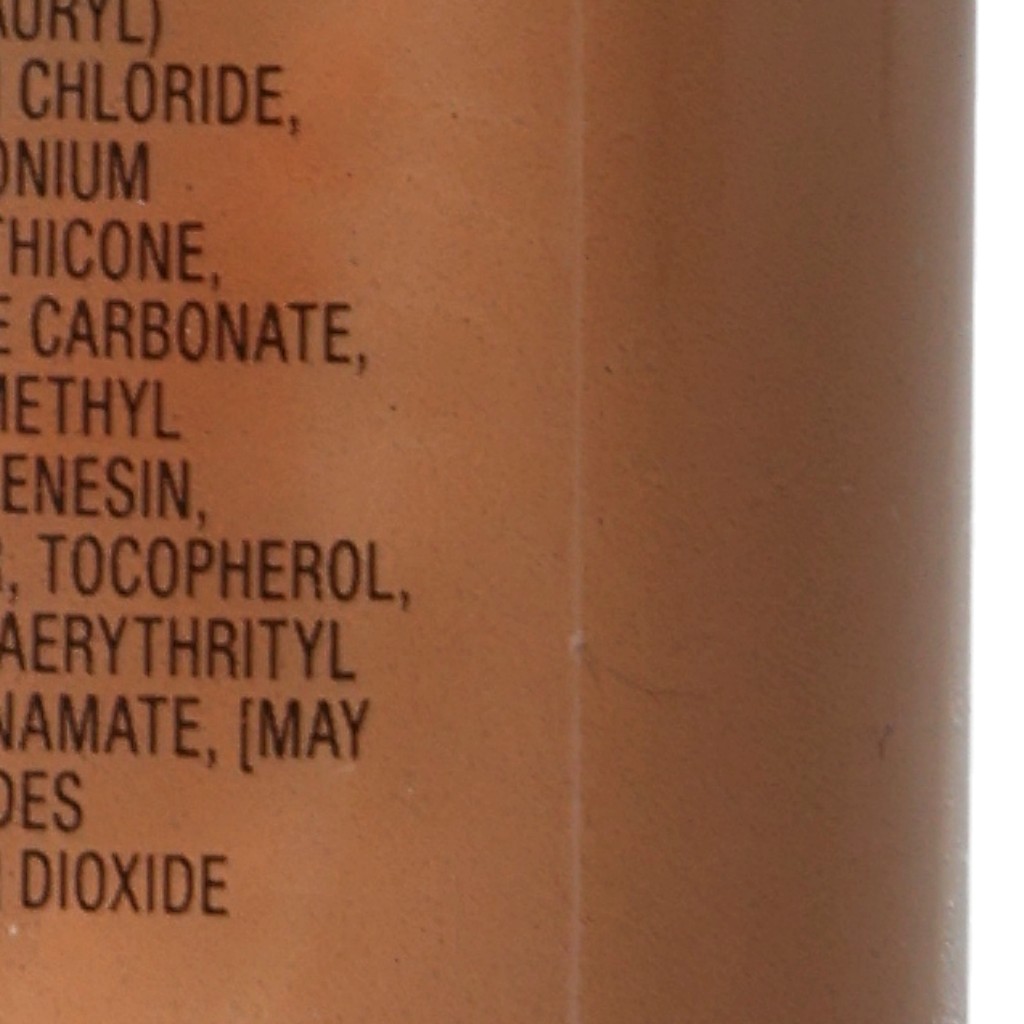 AURYL)
CHLORIDE,
ONIUM
THICONE,
E CARBONATE,
METHYL
ENESIN,
, TOCOPHEROL,
AERYTHRITYL
NAMATE, [MAY
DES
DIOXIDE